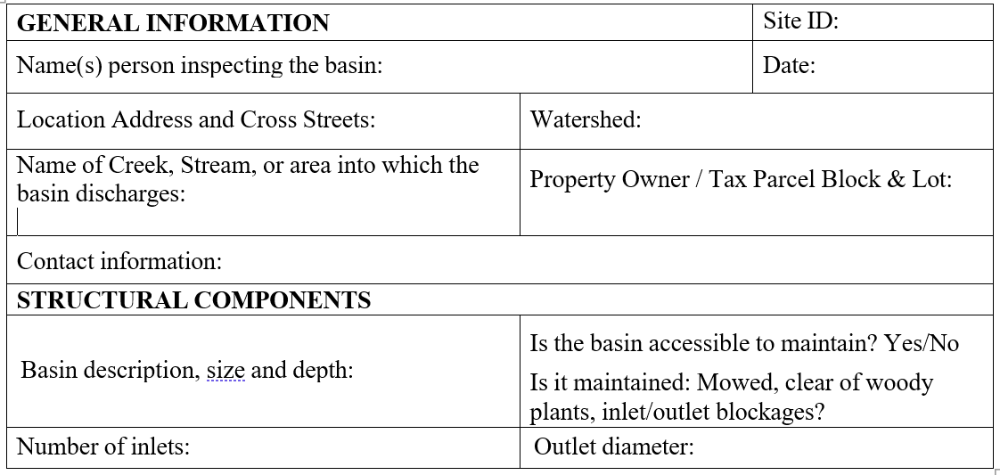 GENERAL INFORMATION
Site ID:
Name(s) person inspecting the basin:
Date:
Location Address and Cross Streets:
Watershed:
Name of Creek, Stream, or area into which the
basin discharges:
Property Owner / Tax Parcel Block & Lot:
Contact information:
STRUCTURAL COMPONENTS
Basin description, size and depth:
Is the basin accessible to maintain? Yes/No
Is it maintained: Mowed, clear of woody
plants, inlet/outlet blockages?
Number of inlets:
Outlet diameter: